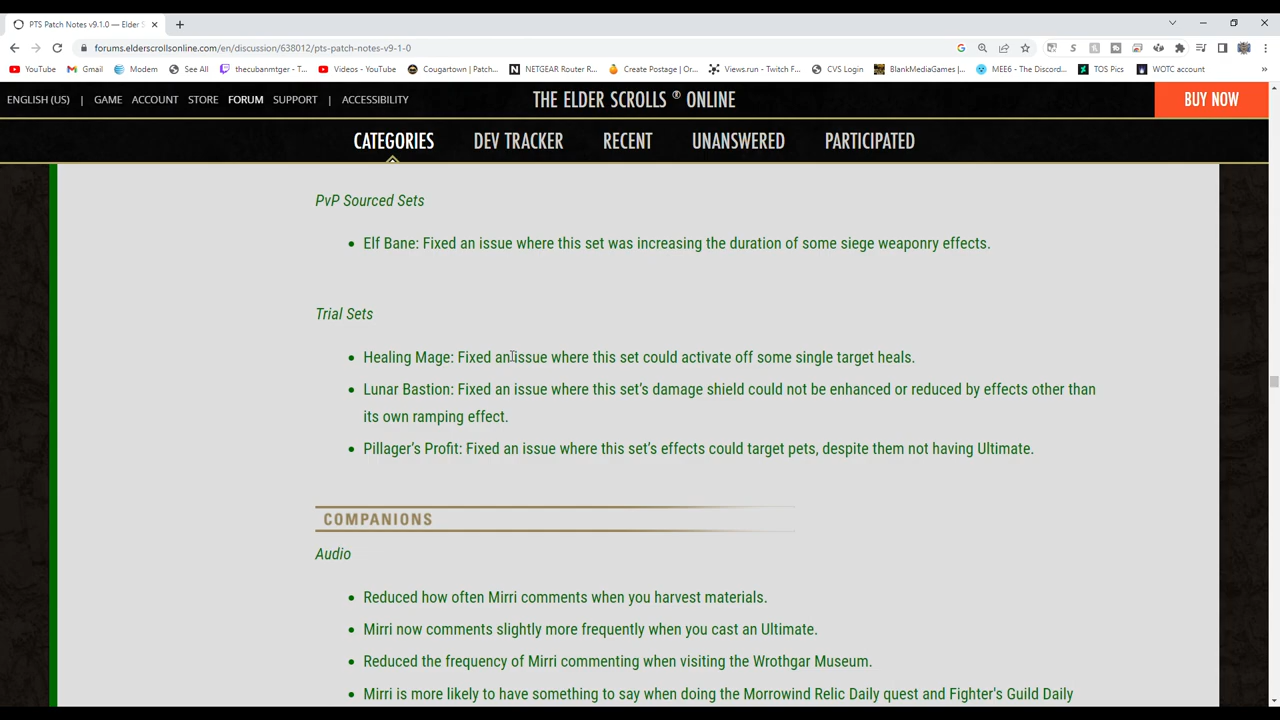 PTS Patch Notes v9.1.0 — Elder S
forums.elderscrollsonline.com/en/discussion/638012/pts-patch-notes-v9-1-0
YouTube Gmail Modem See All thecubanmtger - T... Videos - YouTube Cougartown | Patch... NETGEAR Router R... Create Postage | Or... Views.run - Twitch F... CVS Login BlankMediaGames |... MEE6 - The Discord... TOS Pics WOTC account »
ENGLISH (US) | GAME ACCOUNT STORE FORUM SUPPORT | ACCESSIBILITY THE ELDER SCROLLS ® ONLINE BUY NOW
CATEGORIES DEV TRACKER RECENT UNANSWERED PARTICIPATED
PvP Sourced Sets
• Elf Bane: Fixed an issue where this set was increasing the duration of some siege weaponry effects.
Trial Sets
• Healing Mage: Fixed an issue where this set could activate off some single target heals.
• Lunar Bastion: Fixed an issue where this set's damage shield could not be enhanced or reduced by effects other than
its own ramping effect.
• Pillager's Profit: Fixed an issue where this set's effects could target pets, despite them not having Ultimate.
COMPANIONS
Audio
• Reduced how often Mirri comments when you harvest materials.
• Mirri now comments slightly more frequently when you cast an Ultimate.
• Reduced the frequency of Mirri commenting when visiting the Wrothgar Museum.
• Mirri is more likely to have something to say when doing the Morrowind Relic Daily quest and Fighter's Guild Daily